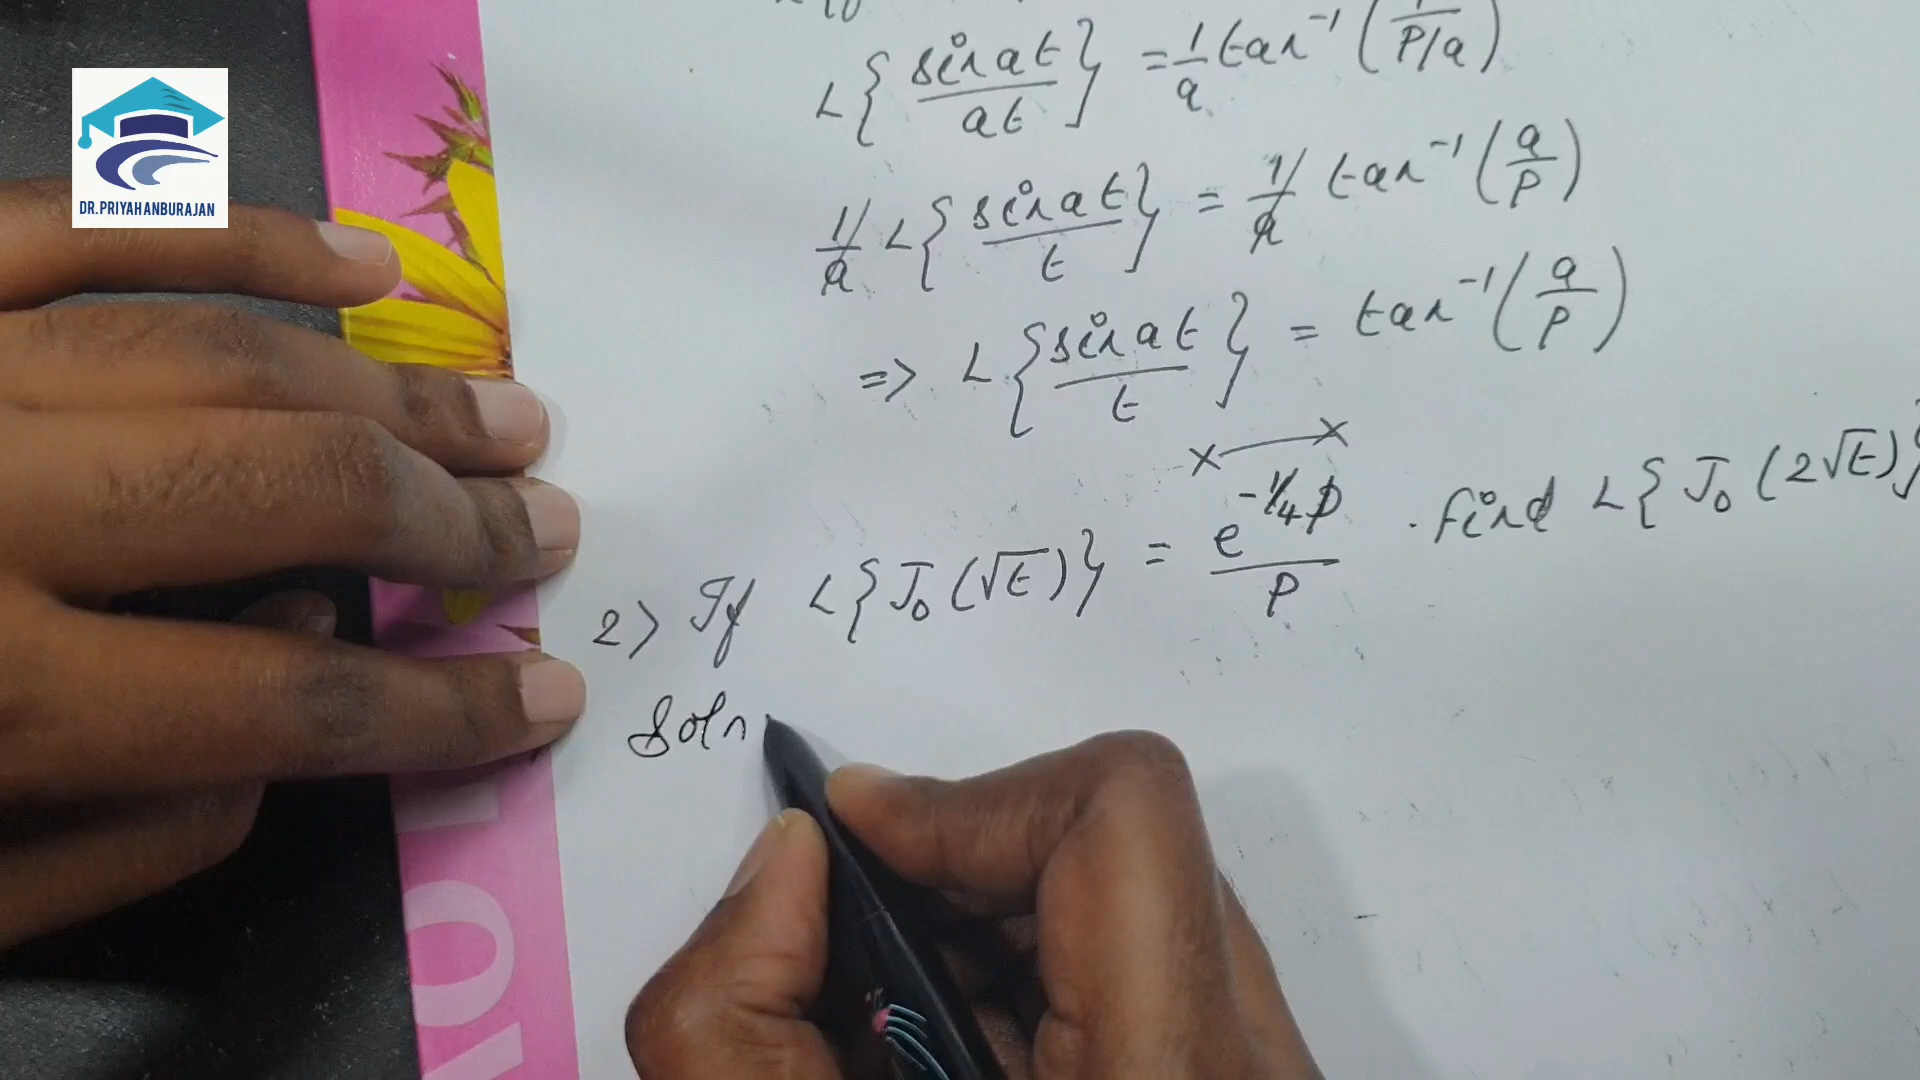 L{sin at/at} = 1/a tan⁻¹(1/P/a)
1/a L{sin at/t} = 1/a tan⁻¹(a/P)
=> L{sin at/t} = tan⁻¹(a/P)
x—x
2> If L{J₀(√t)} = e^(-1/4p)/P . find L{J₀(2√t)}
Soln
DR.PRIYAHANBURAJAN